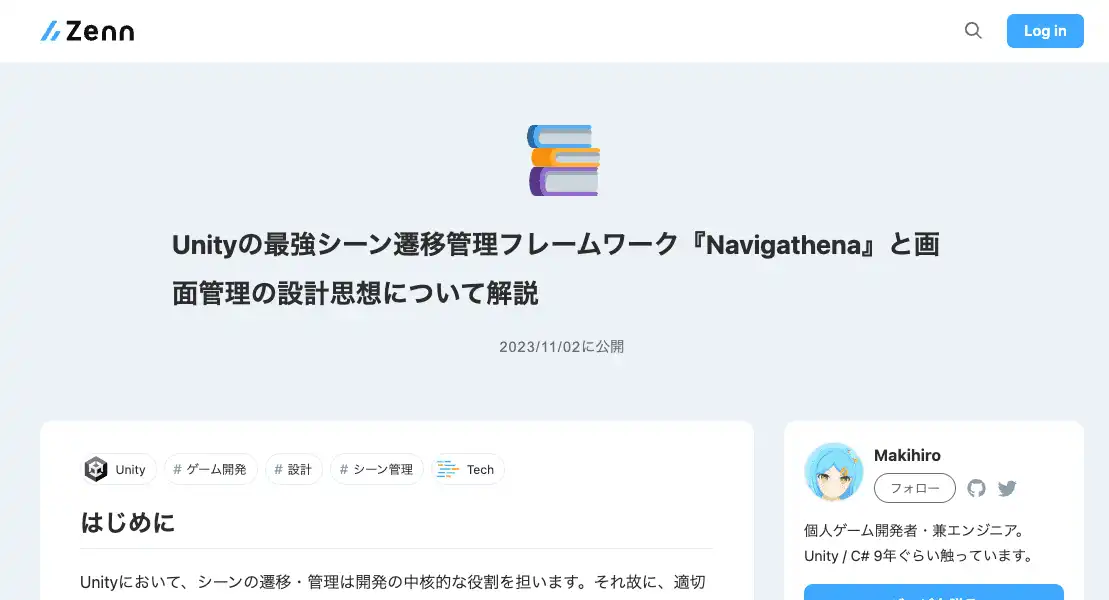 Zenn
Log in
Unityの最強シーン遷移管理フレームワーク『Navigathena』と画
面管理の設計思想について解説
2023/11/02に公開
Unity
# ゲーム開発
# 設計
# シーン管理
Tech
はじめに
Unityにおいて、シーンの遷移・管理は開発の中核的な役割を担います。それ故に、適切
Makihiro
フォロー
個人ゲーム開発者・兼エンジニア。
Unity / C# 9年ぐらい触っています。